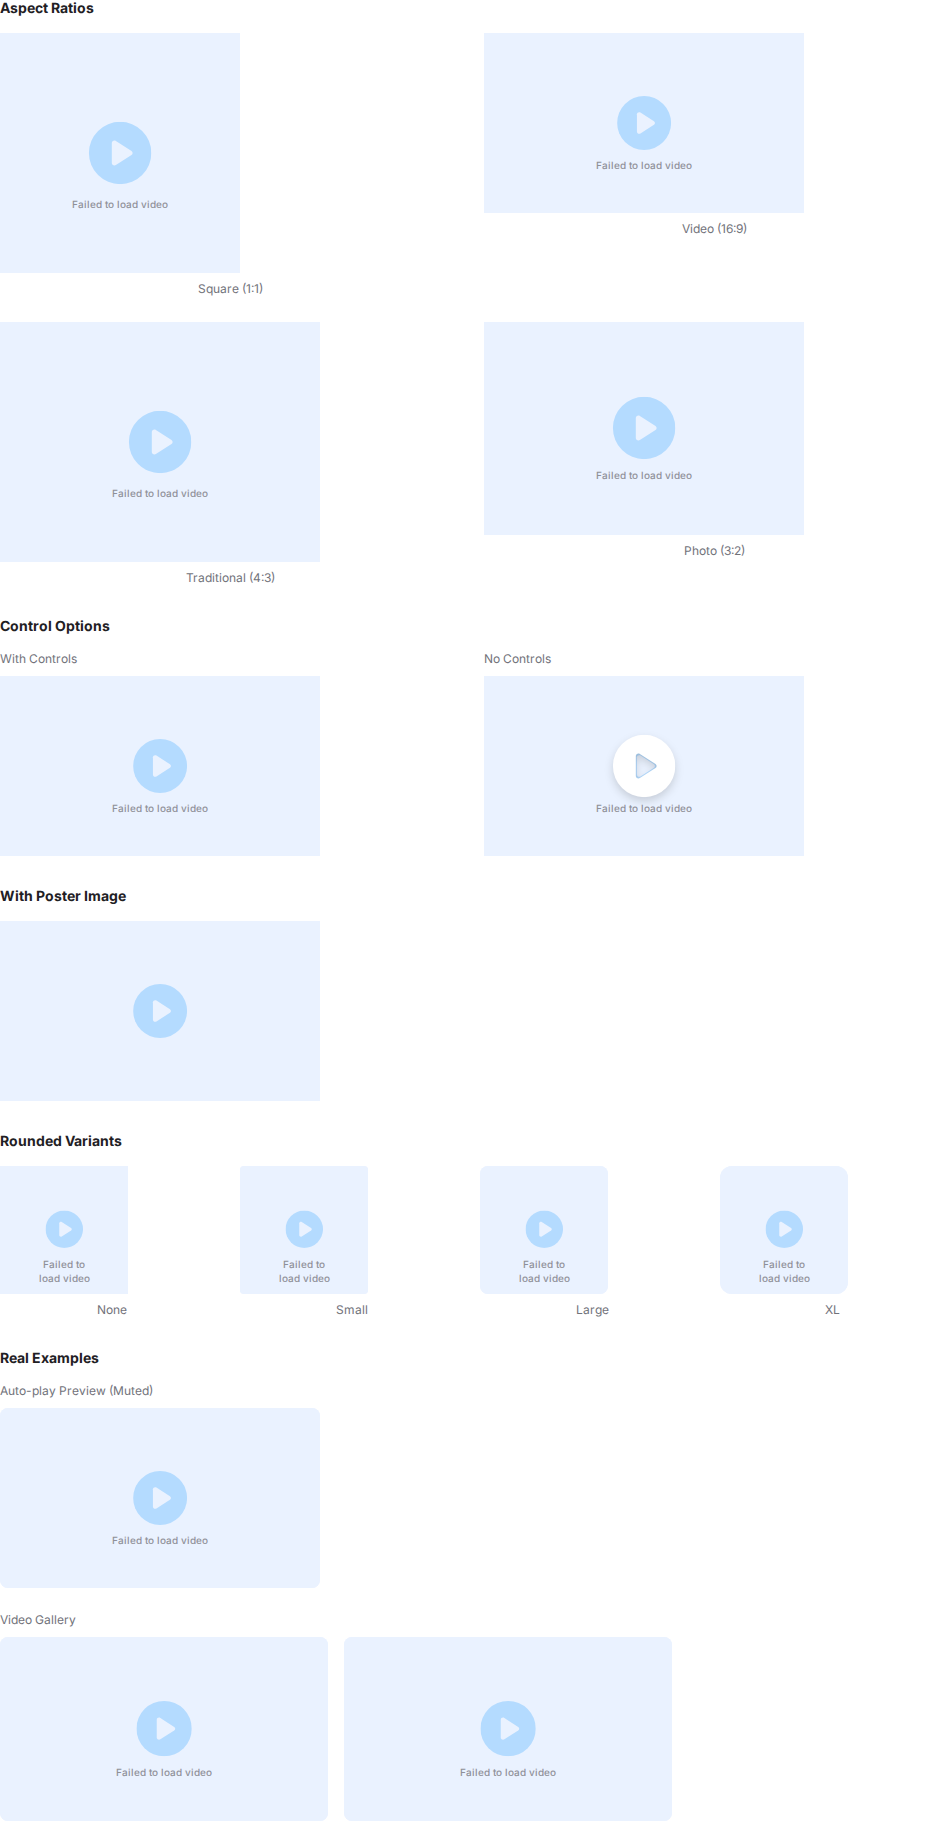 Aspect Ratios
Failed to load video
Failed to load video
Video (16:9)
Square (1:1)
Failed to load video
Failed to load video
Photo (3:2)
Traditional (4:3)
Control Options
With Controls
No Controls
Failed to load video
Failed to load video
With Poster Image
Rounded Variants
Failed to
load video
Failed to
load video
Failed to
load video
Failed to
load video
None
Small
Large
XL
Real Examples
Auto-play Preview (Muted)
Failed to load video
Video Gallery
Failed to load video
Failed to load video